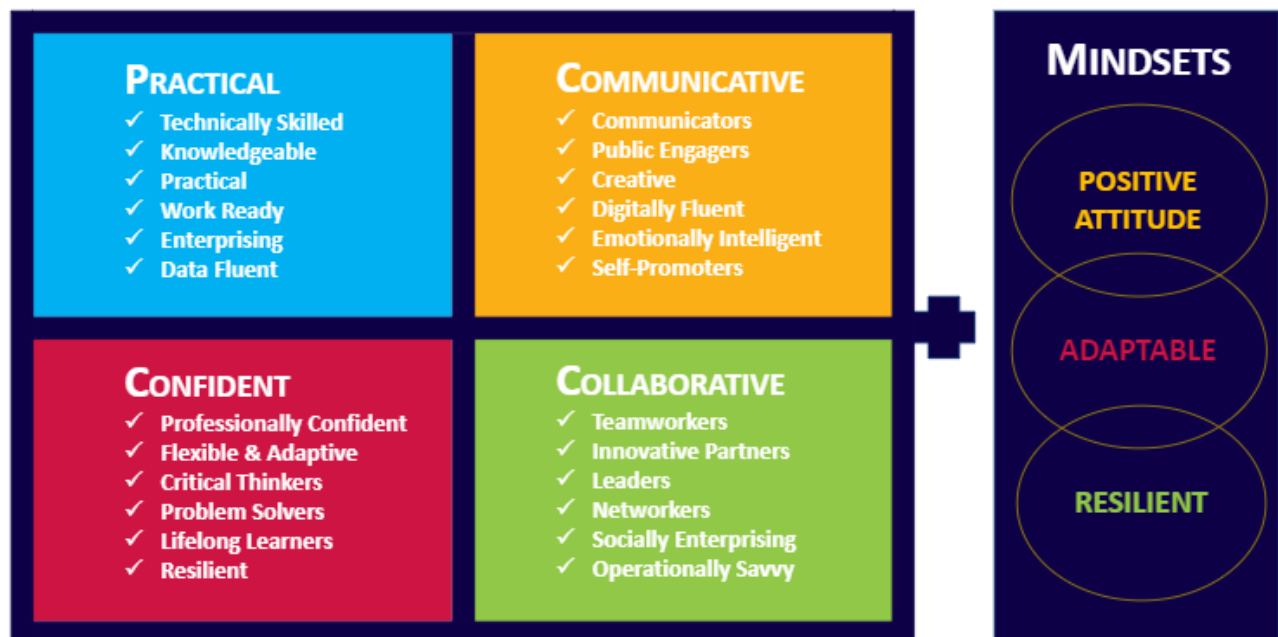 PRACTICAL
✓ Technically Skilled
✓ Knowledgeable
✓ Practical
✓ Work Ready
✓ Enterprising
✓ Data Fluent
COMMUNICATIVE
✓ Communicators
✓ Public Engagers
✓ Creative
✓ Digitally Fluent
✓ Emotionally Intelligent
✓ Self-Promoters
CONFIDENT
✓ Professionally Confident
✓ Flexible & Adaptive
✓ Critical Thinkers
✓ Problem Solvers
✓ Lifelong Learners
✓ Resilient
COLLABORATIVE
✓ Teamworkers
✓ Innovative Partners
✓ Leaders
✓ Networkers
✓ Socially Enterprising
✓ Operationally Savvy
MINDSETS
POSITIVE
ATTITUDE
ADAPTABLE
RESILIENT